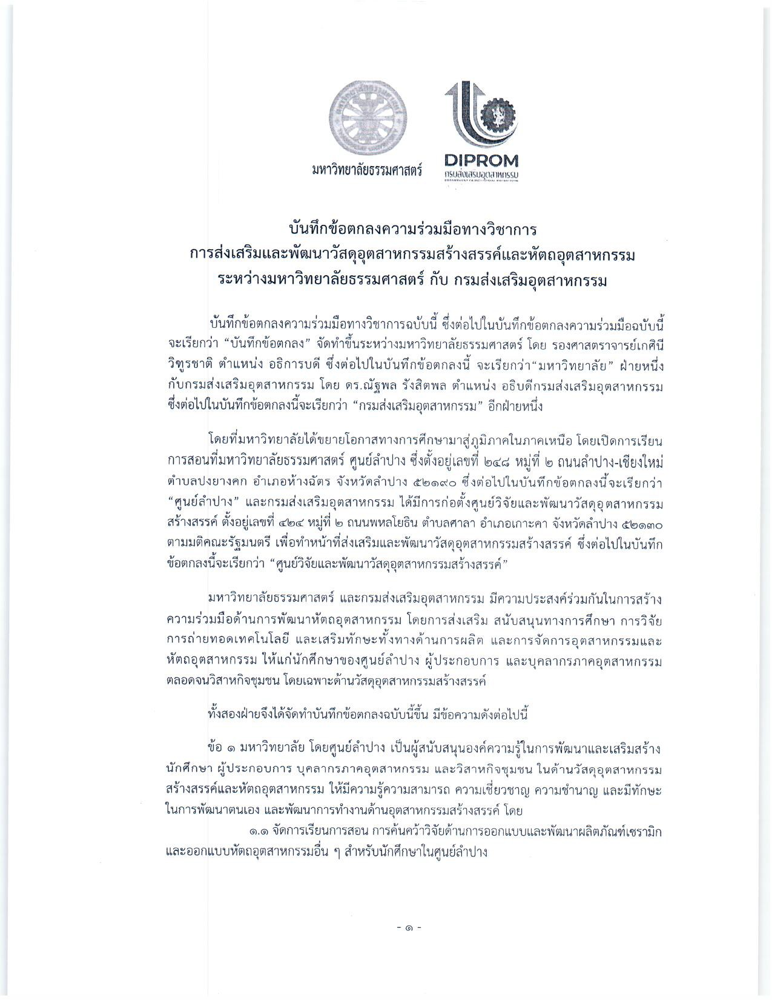 มหาวิทยาลัยธรรมศาสตร์
DIPROM
กรมส่งเสริมอุตสาหกรรม
DEPARTMENT OF INDUSTRIAL PROMOTION
บันทึกข้อตกลงความร่วมมือทางวิชาการ
การส่งเสริมและพัฒนาวัสดุอุตสาหกรรมสร้างสรรค์และหัตถอุตสาหกรรม
ระหว่างมหาวิทยาลัยธรรมศาสตร์ กับ กรมส่งเสริมอุตสาหกรรม
บันทึกข้อตกลงความร่วมมือทางวิชาการฉบับนี้ ซึ่งต่อไปในบันทึกข้อตกลงความร่วมมือฉบับนี้
จะเรียกว่า “บันทึกข้อตกลง” จัดทำขึ้นระหว่างมหาวิทยาลัยธรรมศาสตร์ โดย รองศาสตราจารย์เกศินี
วิฑูรชาติ ตำแหน่ง อธิการบดี ซึ่งต่อไปในบันทึกข้อตกลงนี้ จะเรียกว่า“มหาวิทยาลัย” ฝ่ายหนึ่ง
กับกรมส่งเสริมอุตสาหกรรม โดย ดร.ณัฐพล รังสิตพล ตำแหน่ง อธิบดีกรมส่งเสริมอุตสาหกรรม
ซึ่งต่อไปในบันทึกข้อตกลงนี้จะเรียกว่า “กรมส่งเสริมอุตสาหกรรม” อีกฝ่ายหนึ่ง
โดยที่มหาวิทยาลัยได้ขยายโอกาสทางการศึกษามาสู่ภูมิภาคในภาคเหนือ โดยเปิดการเรียน
การสอนที่มหาวิทยาลัยธรรมศาสตร์ ศูนย์ลำปาง ซึ่งตั้งอยู่เลขที่ ๒๔๘ หมู่ที่ ๒ ถนนลำปาง-เชียงใหม่
ตำบลปงยางคก อำเภอห้างฉัตร จังหวัดลำปาง ๕๒๑๙๐ ซึ่งต่อไปในบันทึกข้อตกลงนี้จะเรียกว่า
“ศูนย์ลำปาง” และกรมส่งเสริมอุตสาหกรรม ได้มีการก่อตั้งศูนย์วิจัยและพัฒนาวัสดุอุตสาหกรรม
สร้างสรรค์ ตั้งอยู่เลขที่ ๔๒๔ หมู่ที่ ๒ ถนนพหลโยธิน ตำบลศาลา อำเภอเกาะคา จังหวัดลำปาง ๕๒๑๓๐
ตามมติคณะรัฐมนตรี เพื่อทำหน้าที่ส่งเสริมและพัฒนาวัสดุอุตสาหกรรมสร้างสรรค์ ซึ่งต่อไปในบันทึก
ข้อตกลงนี้จะเรียกว่า “ศูนย์วิจัยและพัฒนาวัสดุอุตสาหกรรมสร้างสรรค์”
มหาวิทยาลัยธรรมศาสตร์ และกรมส่งเสริมอุตสาหกรรม มีความประสงค์ร่วมกันในการสร้าง
ความร่วมมือด้านการพัฒนาหัตถอุตสาหกรรม โดยการส่งเสริม สนับสนุนทางการศึกษา การวิจัย
การถ่ายทอดเทคโนโลยี และเสริมทักษะทั้งทางด้านการผลิต และการจัดการอุตสาหกรรมและ
หัตถอุตสาหกรรม ให้แก่นักศึกษาของศูนย์ลำปาง ผู้ประกอบการ และบุคลากรภาคอุตสาหกรรม
ตลอดจนวิสาหกิจชุมชน โดยเฉพาะด้านวัสดุอุตสาหกรรมสร้างสรรค์
ทั้งสองฝ่ายจึงได้จัดทำบันทึกข้อตกลงฉบับนี้ขึ้น มีข้อความดังต่อไปนี้
ข้อ ๑ มหาวิทยาลัย โดยศูนย์ลำปาง เป็นผู้สนับสนุนองค์ความรู้ในการพัฒนาและเสริมสร้าง
นักศึกษา ผู้ประกอบการ บุคลากรภาคอุตสาหกรรม และวิสาหกิจชุมชน ในด้านวัสดุอุตสาหกรรม
สร้างสรรค์และหัตถอุตสาหกรรม ให้มีความรู้ความสามารถ ความเชี่ยวชาญ ความชำนาญ และมีทักษะ
ในการพัฒนาตนเอง และพัฒนาการทำงานด้านอุตสาหกรรมสร้างสรรค์ โดย
๑.๑ จัดการเรียนการสอน การค้นคว้าวิจัยด้านการออกแบบและพัฒนาผลิตภัณฑ์เซรามิก
และออกแบบหัตถอุตสาหกรรมอื่น ๆ สำหรับนักศึกษาในศูนย์ลำปาง
- ๑ -